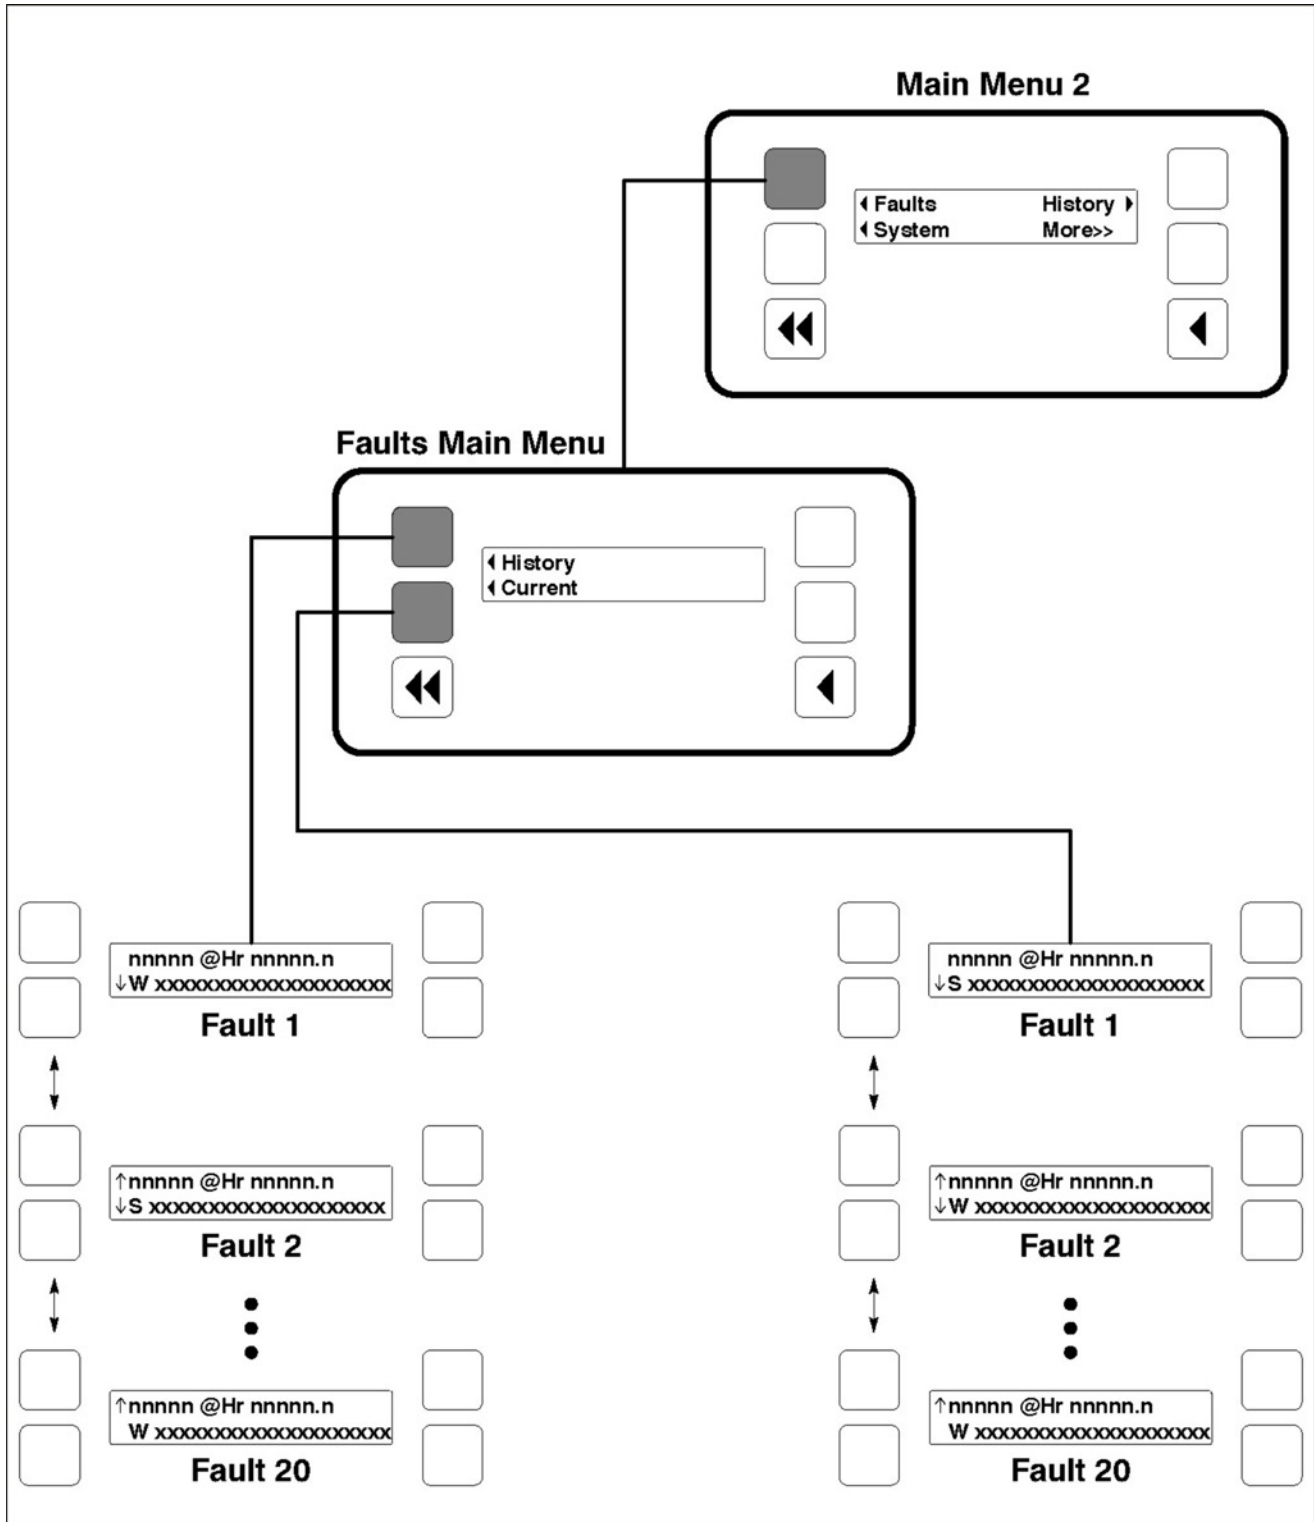 Main Menu 2
◀ Faults History ▶
◀ System More>>
Faults Main Menu
◀ History
◀ Current
nnnnn @Hr nnnnn.n
↓W xxxxxxxxxxxxxxxxxxxx
Fault 1
nnnnn @Hr nnnnn.n
↓S xxxxxxxxxxxxxxxxxxxx
Fault 1
↑nnnnn @Hr nnnnn.n
↓S xxxxxxxxxxxxxxxxxxxx
Fault 2
↑nnnnn @Hr nnnnn.n
↓W xxxxxxxxxxxxxxxxxxxx
Fault 2
↑nnnnn @Hr nnnnn.n
W xxxxxxxxxxxxxxxxxxxx
Fault 20
↑nnnnn @Hr nnnnn.n
W xxxxxxxxxxxxxxxxxxxx
Fault 20